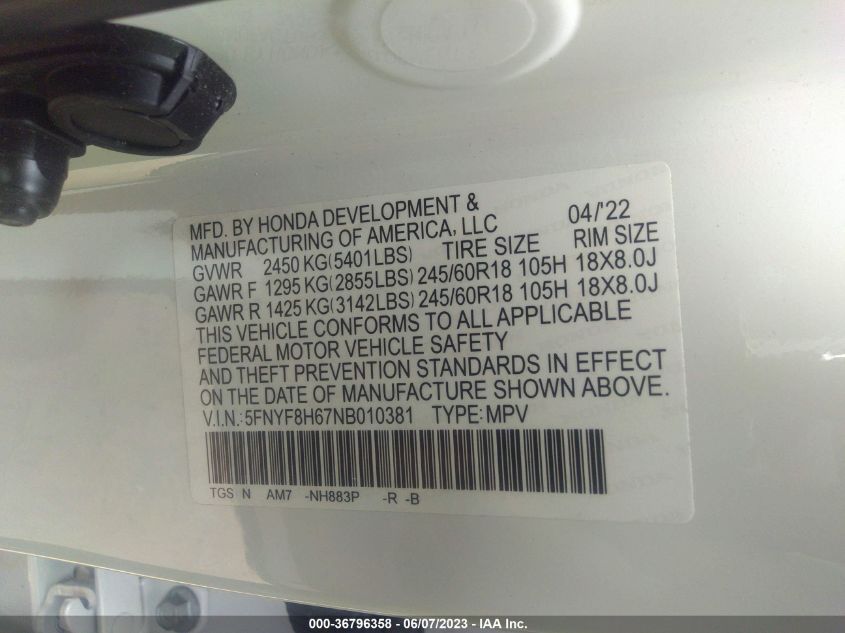 MFD. BY HONDA DEVELOPMENT &
MANUFACTURING OF AMERICA, LLC 04/'22
GVWR 2450 KG(5401LBS) TIRE SIZE RIM SIZE
GAWR F 1295 KG(2855LBS) 245/60R18 105H 18X8.0J
GAWR R 1425 KG(3142LBS) 245/60R18 105H 18X8.0J
THIS VEHICLE CONFORMS TO ALL APPLICABLE
FEDERAL MOTOR VEHICLE SAFETY
AND THEFT PREVENTION STANDARDS IN EFFECT
ON THE DATE OF MANUFACTURE SHOWN ABOVE.
V.I.N.:5FNYF8H67NB010381 TYPE:MPV
TGS N AM7 -NH883P -R -B
000-36796358 - 06/07/2023 - IAA Inc.